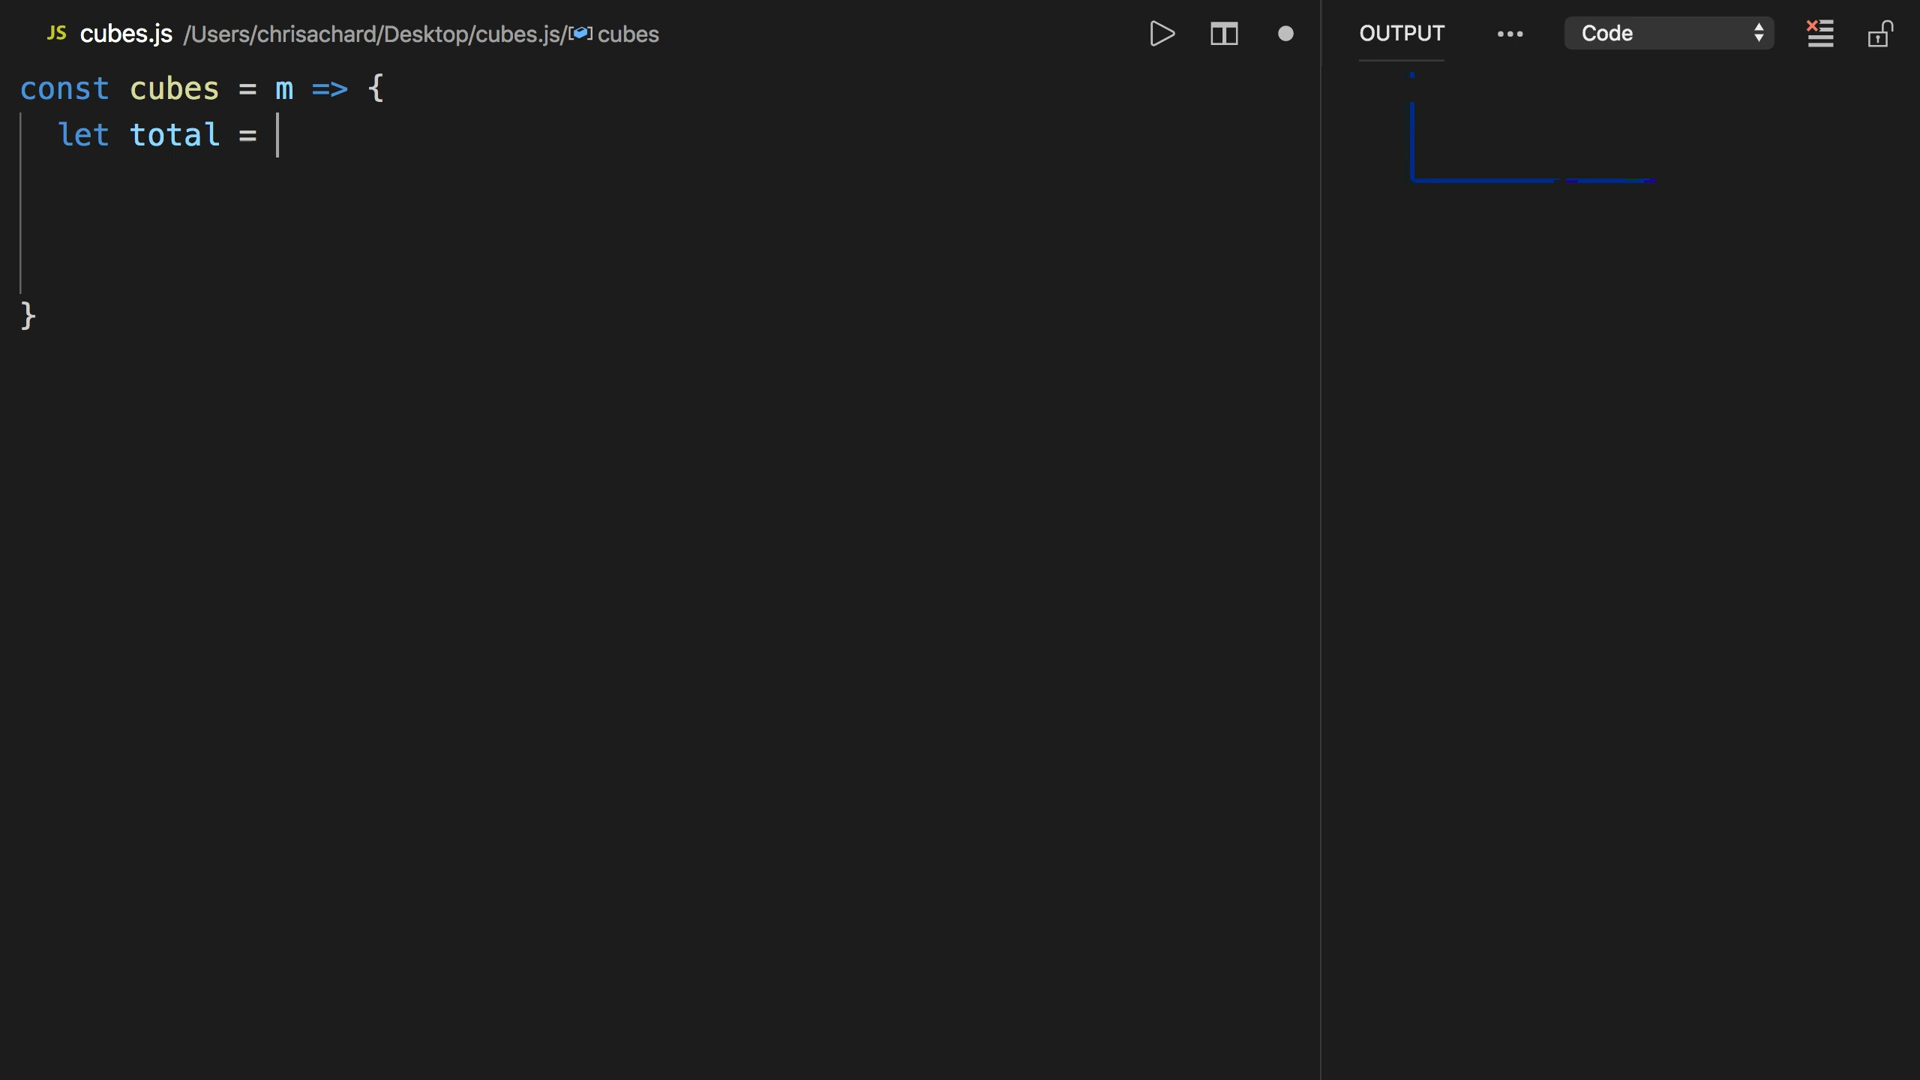 JS cubes.js /Users/chrisachard/Desktop/cubes.js/ cubes
OUTPUT
Code
const cubes = m => {
let total =
}